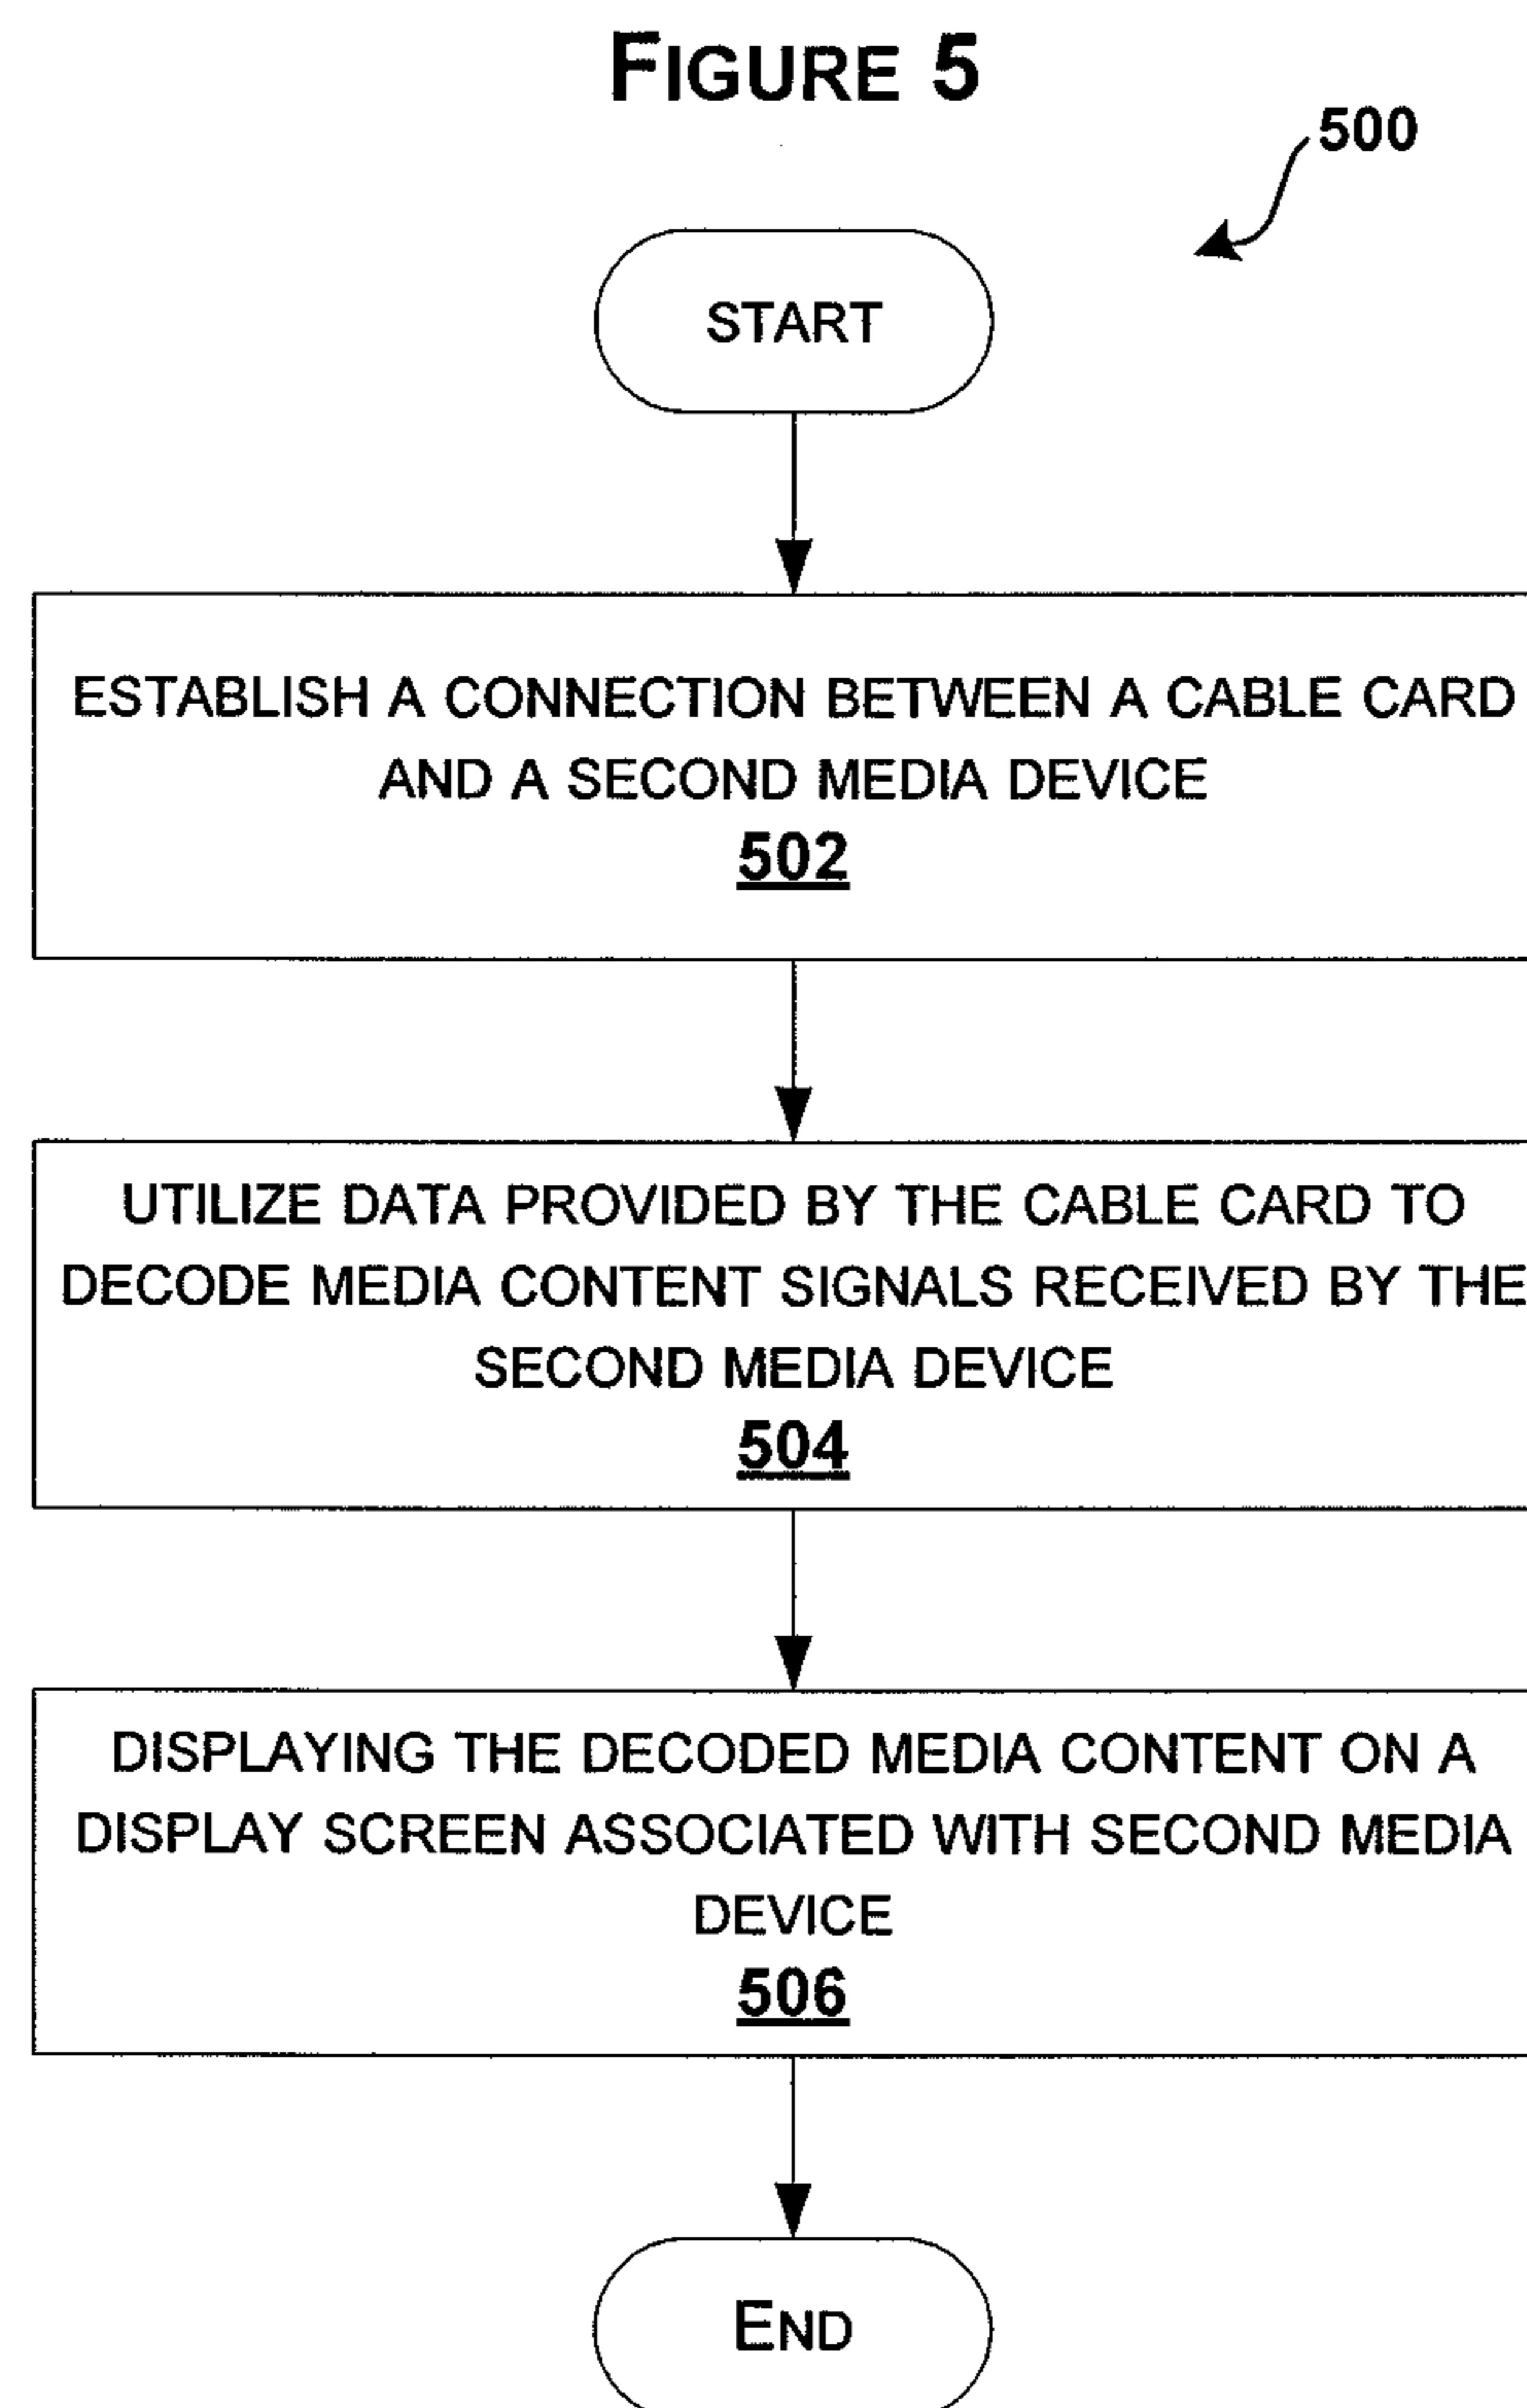 FIGURE 5
500
START
ESTABLISH A CONNECTION BETWEEN A CABLE CARD
AND A SECOND MEDIA DEVICE
502
UTILIZE DATA PROVIDED BY THE CABLE CARD TO
DECODE MEDIA CONTENT SIGNALS RECEIVED BY THE
SECOND MEDIA DEVICE
504
DISPLAYING THE DECODED MEDIA CONTENT ON A
DISPLAY SCREEN ASSOCIATED WITH SECOND MEDIA
DEVICE
506
END